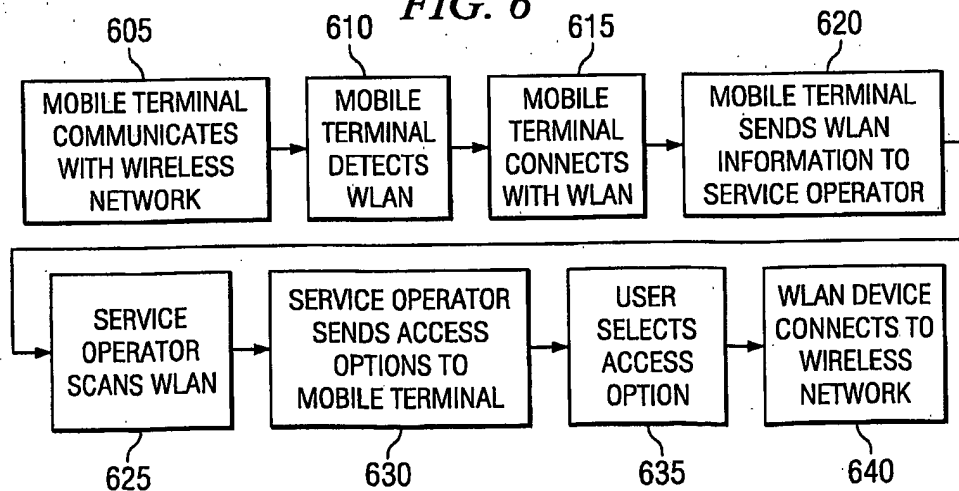 FIG. 6
605
610
615
620
MOBILE TERMINAL
COMMUNICATES
WITH WIRELESS
NETWORK
MOBILE
TERMINAL
DETECTS
WLAN
MOBILE
TERMINAL
CONNECTS
WITH WLAN
MOBILE TERMINAL
SENDS WLAN
INFORMATION TO
SERVICE OPERATOR
SERVICE
OPERATOR
SCANS WLAN
SERVICE OPERATOR
SENDS ACCESS
OPTIONS TO
MOBILE TERMINAL
USER
SELECTS
ACCESS
OPTION
WLAN DEVICE
CONNECTS TO
WIRELESS
NETWORK
625
630
635
640